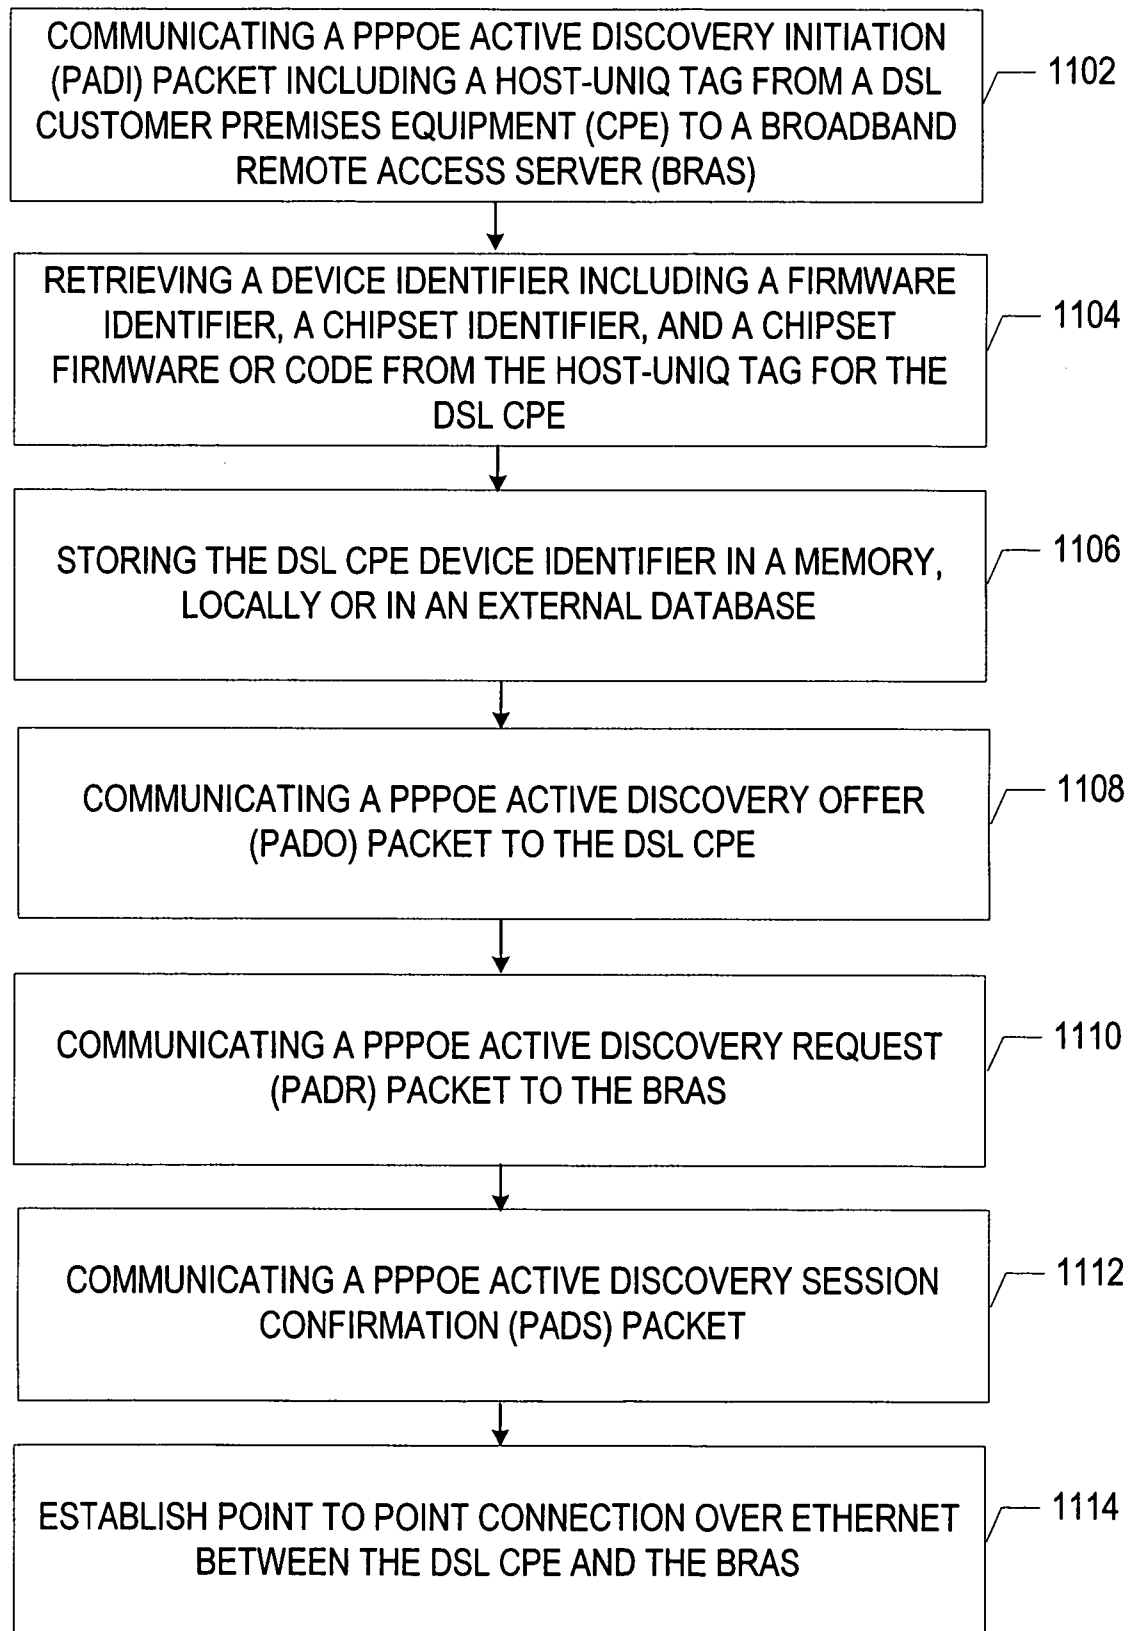 COMMUNICATING A PPPOE ACTIVE DISCOVERY INITIATION
(PADI) PACKET INCLUDING A HOST-UNIQ TAG FROM A DSL
CUSTOMER PREMISES EQUIPMENT (CPE) TO A BROADBAND
REMOTE ACCESS SERVER (BRAS)
1102
RETRIEVING A DEVICE IDENTIFIER INCLUDING A FIRMWARE
IDENTIFIER, A CHIPSET IDENTIFIER, AND A CHIPSET
FIRMWARE OR CODE FROM THE HOST-UNIQ TAG FOR THE
DSL CPE
1104
STORING THE DSL CPE DEVICE IDENTIFIER IN A MEMORY,
LOCALLY OR IN AN EXTERNAL DATABASE
1106
COMMUNICATING A PPPOE ACTIVE DISCOVERY OFFER
(PADO) PACKET TO THE DSL CPE
1108
COMMUNICATING A PPPOE ACTIVE DISCOVERY REQUEST
(PADR) PACKET TO THE BRAS
1110
COMMUNICATING A PPPOE ACTIVE DISCOVERY SESSION
CONFIRMATION (PADS) PACKET
1112
ESTABLISH POINT TO POINT CONNECTION OVER ETHERNET
BETWEEN THE DSL CPE AND THE BRAS
1114